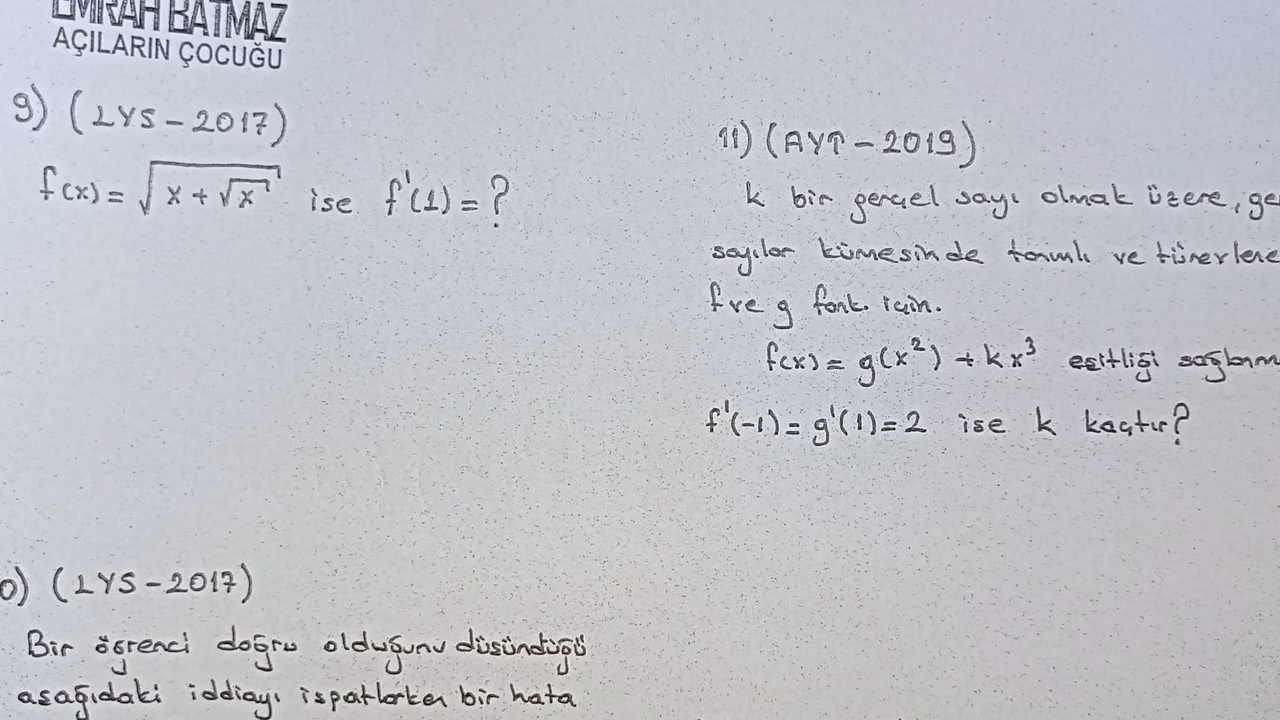 EMRAH BATMAZ
AÇILARIN ÇOCUĞU
9) (LYS - 2017)
f(x) = √(x + √x) ise f'(1) = ?
11) (AYT - 2019)
k bir gerçel sayı olmak üzere, ge
sayılar kümesinde tanımlı ve türevlene
f ve g fonk. için.
f(x) = g(x²) + kx³ eşitliği sağlanm
f'(-1) = g'(1) = 2 ise k kaçtır?
0) (LYS - 2017)
Bir öğrenci doğru olduğunu düşündüğü
aşağıdaki iddiayı ispatlarken bir hata